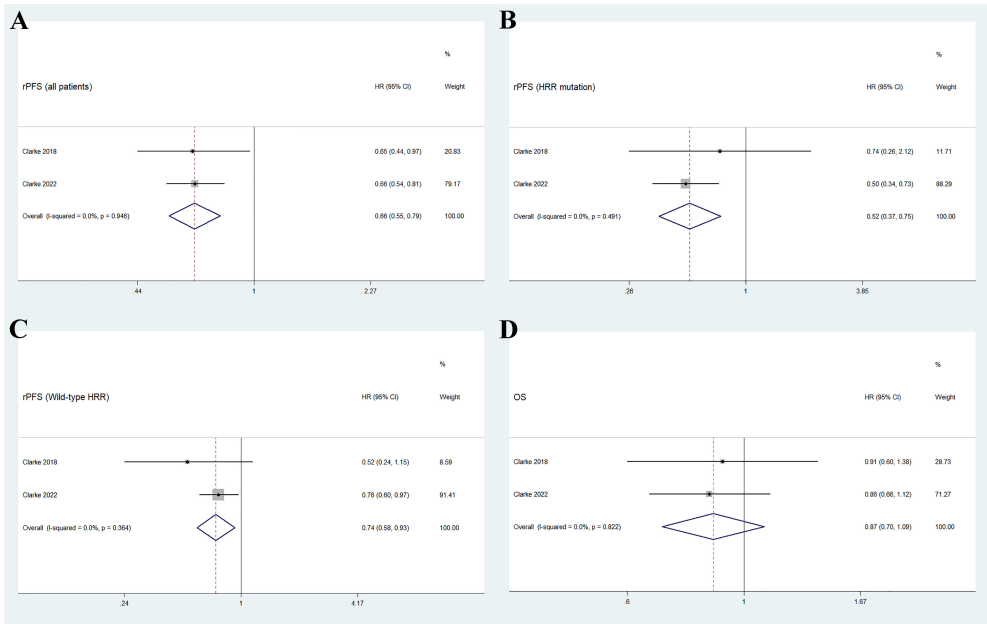 A
%
rPFS (all patients) HR (95% CI) Weight
Clarke 2018 0.65 (0.44, 0.97) 20.83
Clarke 2022 0.66 (0.54, 0.81) 79.17
Overall (I-squared = 0.0%, p = 0.946) 0.66 (0.55, 0.79) 100.00
.44 1 2.27
B
%
rPFS (HRR mutation) HR (95% CI) Weight
Clarke 2018 0.74 (0.26, 2.12) 11.71
Clarke 2022 0.50 (0.34, 0.73) 88.29
Overall (I-squared = 0.0%, p = 0.491) 0.52 (0.37, 0.75) 100.00
.26 1 3.85
C
%
rPFS (Wild-type HRR) HR (95% CI) Weight
Clarke 2018 0.52 (0.24, 1.15) 8.59
Clarke 2022 0.76 (0.60, 0.97) 91.41
Overall (I-squared = 0.0%, p = 0.364) 0.74 (0.58, 0.93) 100.00
.24 1 4.17
D
%
OS HR (95% CI) Weight
Clarke 2018 0.91 (0.60, 1.38) 28.73
Clarke 2022 0.86 (0.66, 1.12) 71.27
Overall (I-squared = 0.0%, p = 0.822) 0.87 (0.70, 1.09) 100.00
.6 1 1.67